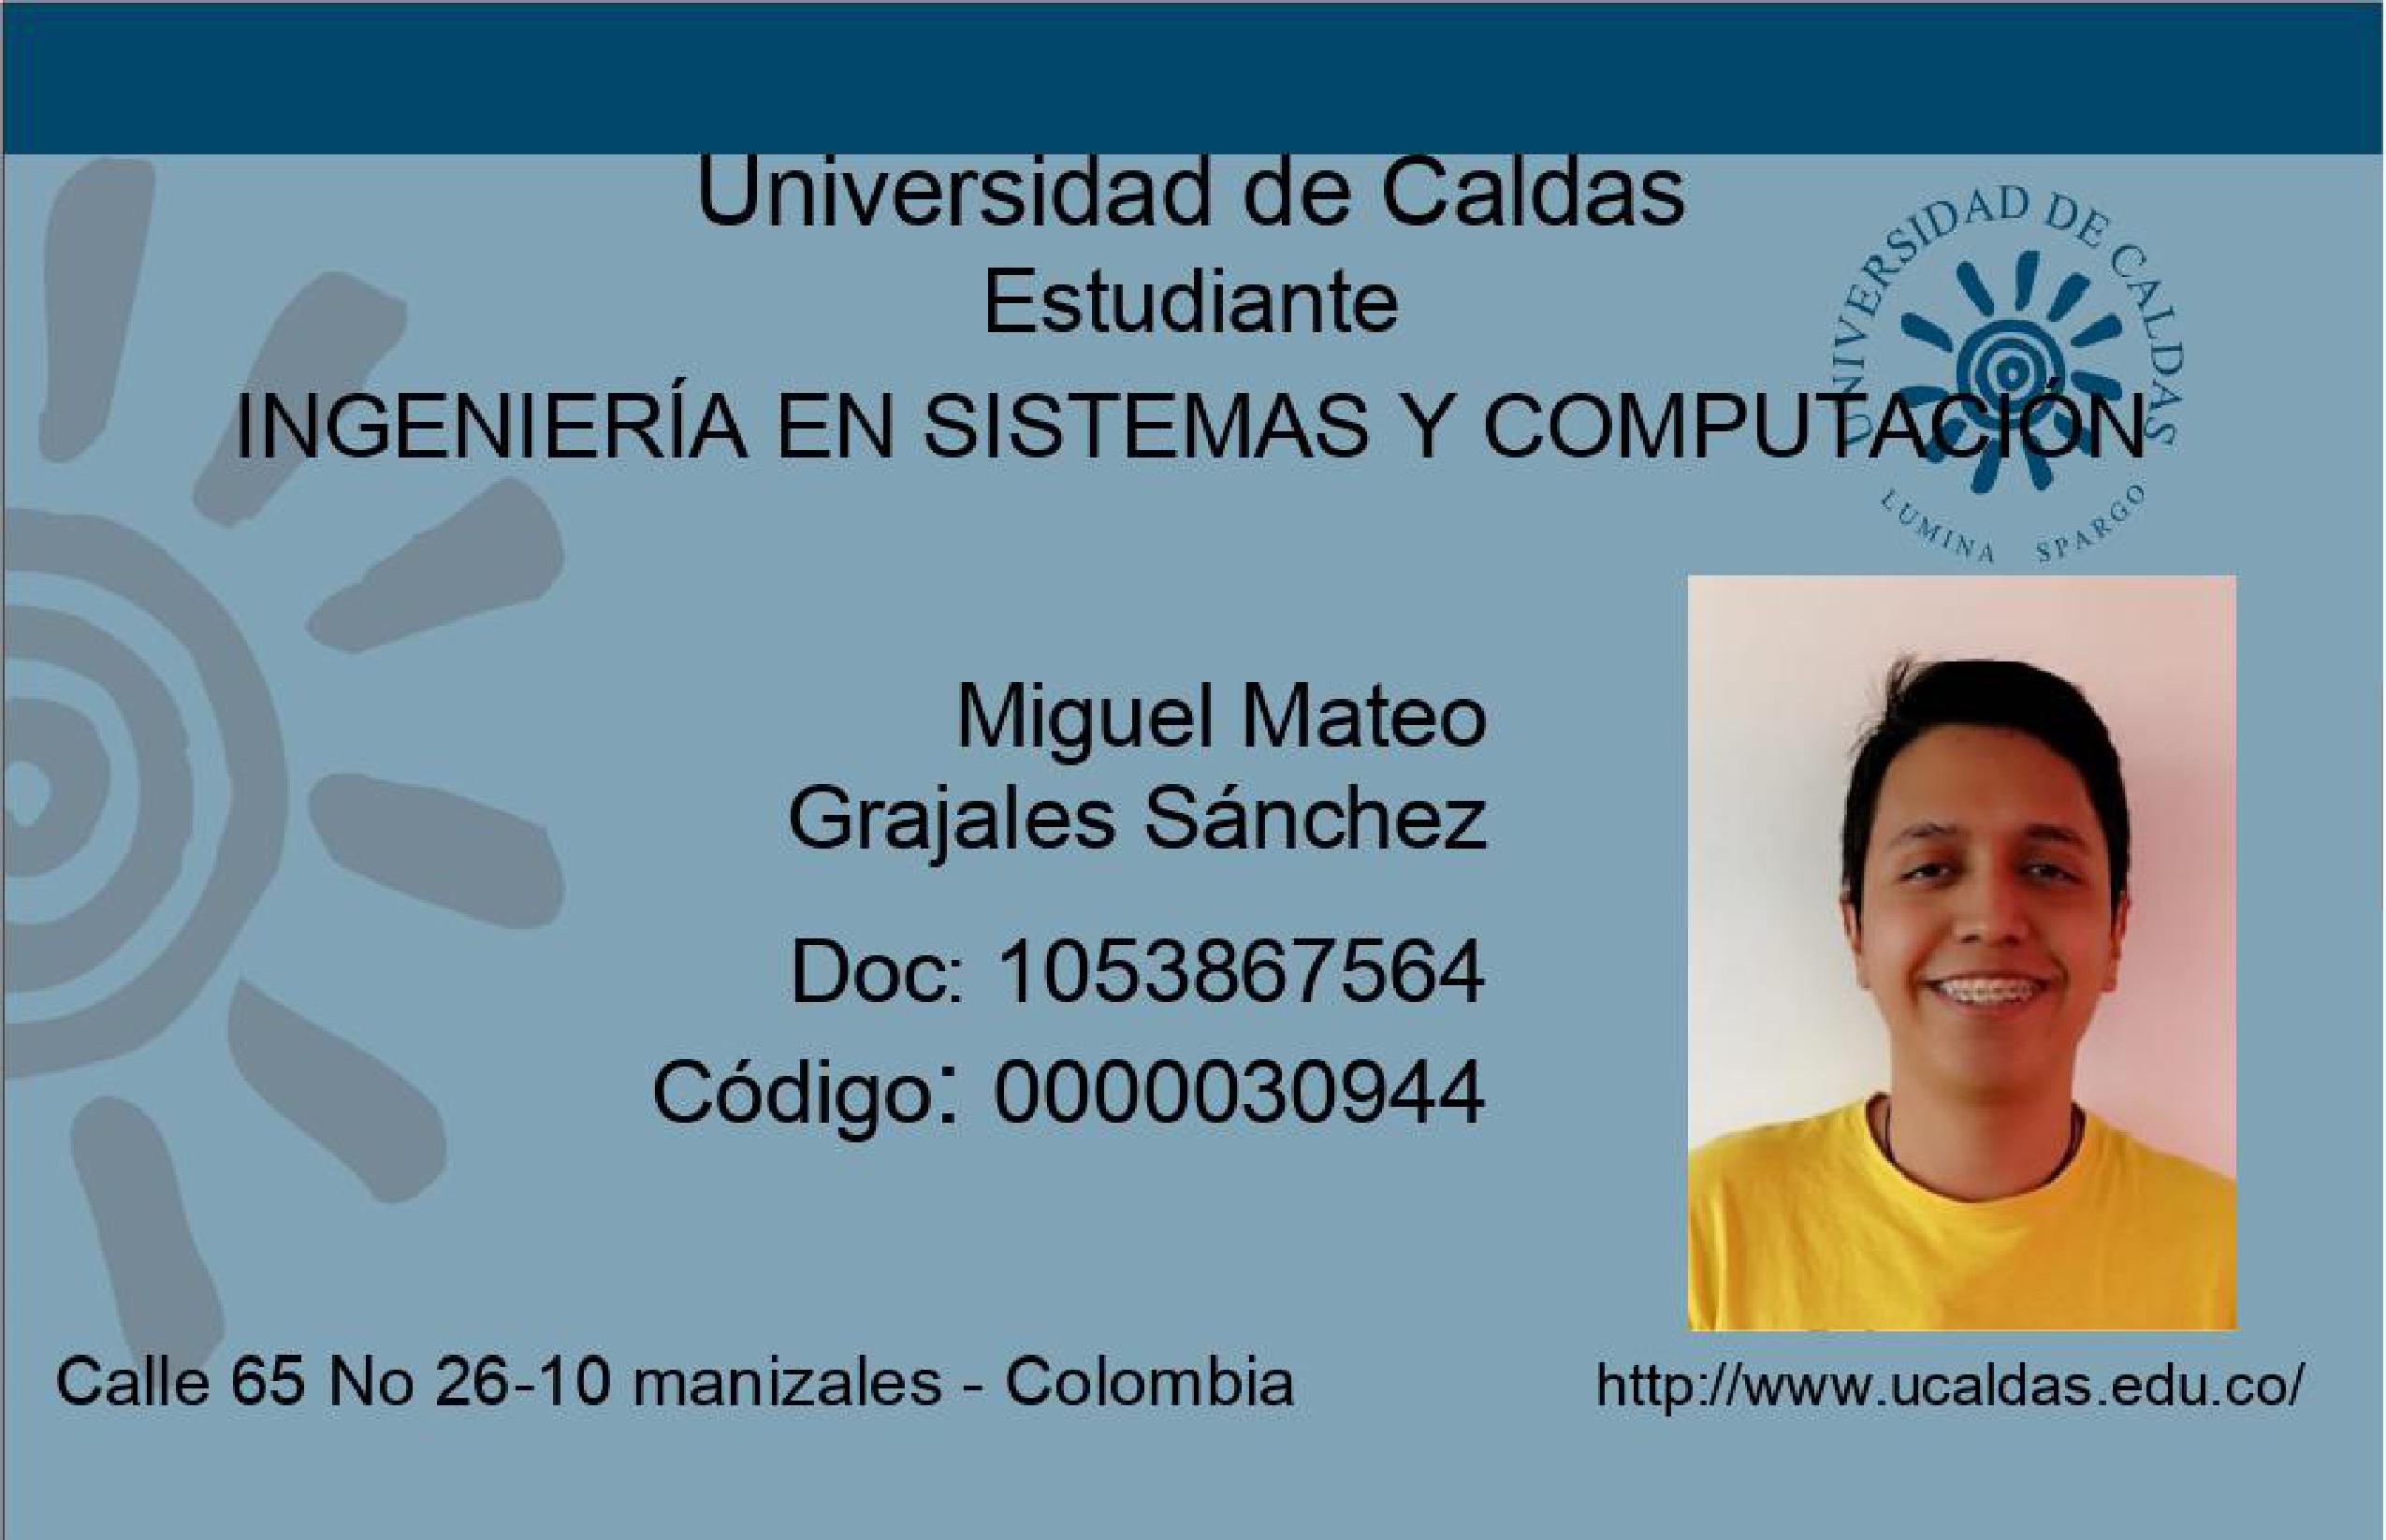 Universidad de Caldas
Estudiante
UNIVERSIDAD DE CALDAS
LUMINA SPARGO
INGENIERÍA EN SISTEMAS Y COMPUTACIÓN
Miguel Mateo
Grajales Sánchez
Doc: 1053867564
Código: 0000030944
Calle 65 No 26-10 manizales - Colombia
http://www.ucaldas.edu.co/